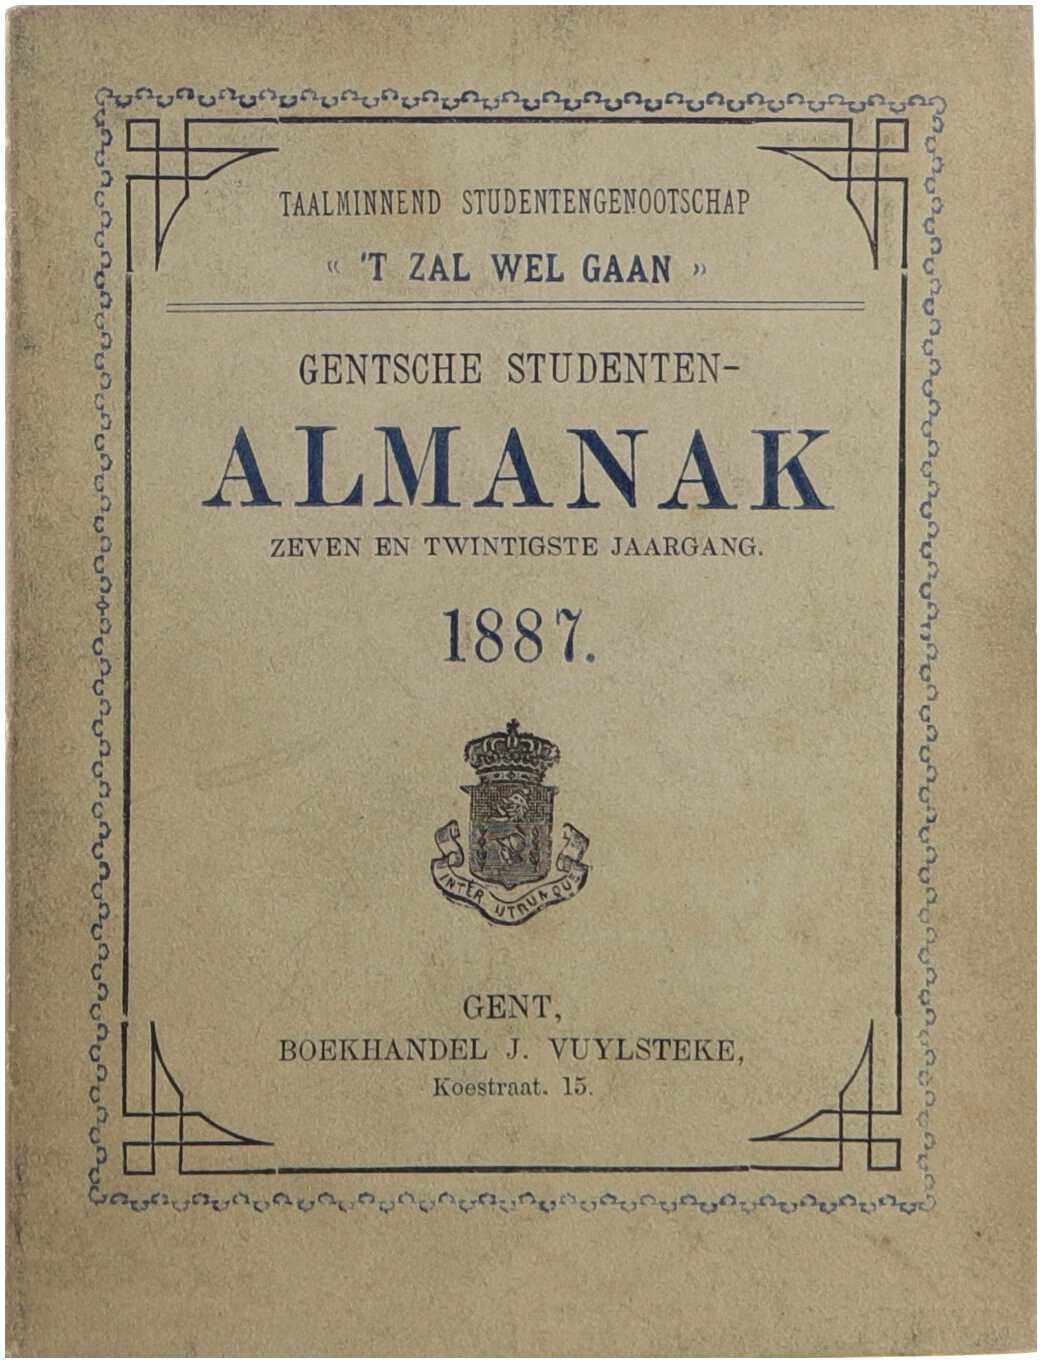 TAALMINNEND STUDENTENGENOOTSCHAP
« 'T ZAL WEL GAAN »
GENTSCHE STUDENTEN-
ALMANAK
ZEVEN EN TWINTIGSTE JAARGANG.
1887.
INTER UTRUMQUE
GENT,
BOEKHANDEL J. VUYLSTEKE,
Koestraat. 15.